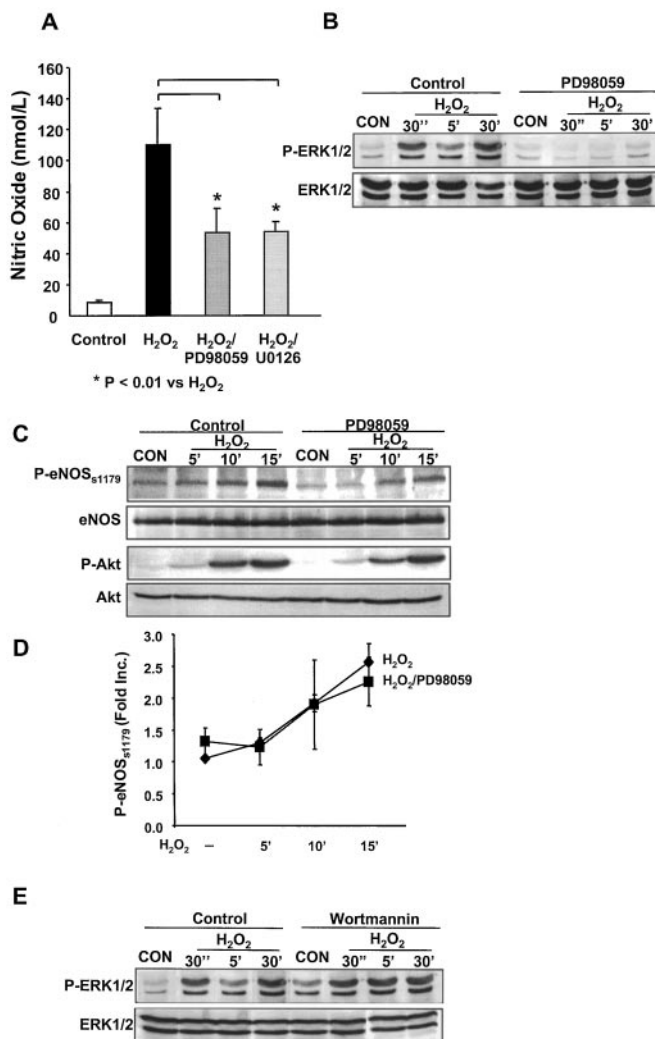 A
Nitric Oxide (nmol/L)
160
140
120
100
80
60
40
20
0
*
*
Control
H₂O₂
H₂O₂/
PD98059
H₂O₂/
U0126
* P < 0.01 vs H₂O₂
B
Control
PD98059
H₂O₂
H₂O₂
CON 30'' 5' 30' CON 30'' 5' 30'
P-ERK1/2
ERK1/2
C
Control
PD98059
H₂O₂
H₂O₂
CON 5' 10' 15' CON 5' 10' 15'
P-eNOSs1179
eNOS
P-Akt
Akt
D
P-eNOSs1179 (Fold Inc.)
3.0
2.5
2.0
1.5
1.0
0.5
0.0
H₂O₂
H₂O₂/PD98059
H₂O₂ – 5' 10' 15'
E
Control
Wortmannin
H₂O₂
H₂O₂
CON 30'' 5' 30' CON 30'' 5' 30'
P-ERK1/2
ERK1/2